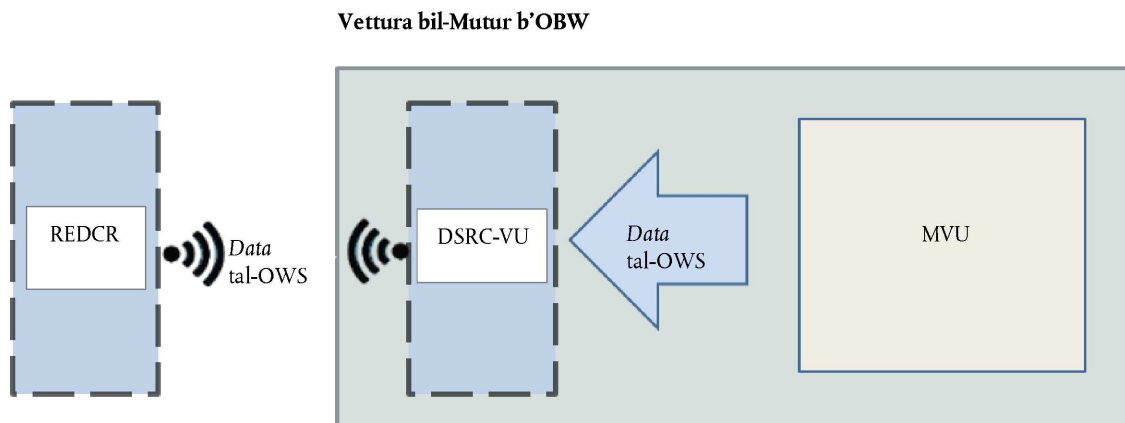 Vettura bil-Mutur b’OBW
REDCR
Data
tal-OWS
DSRC-VU
Data
tal-OWS
MVU